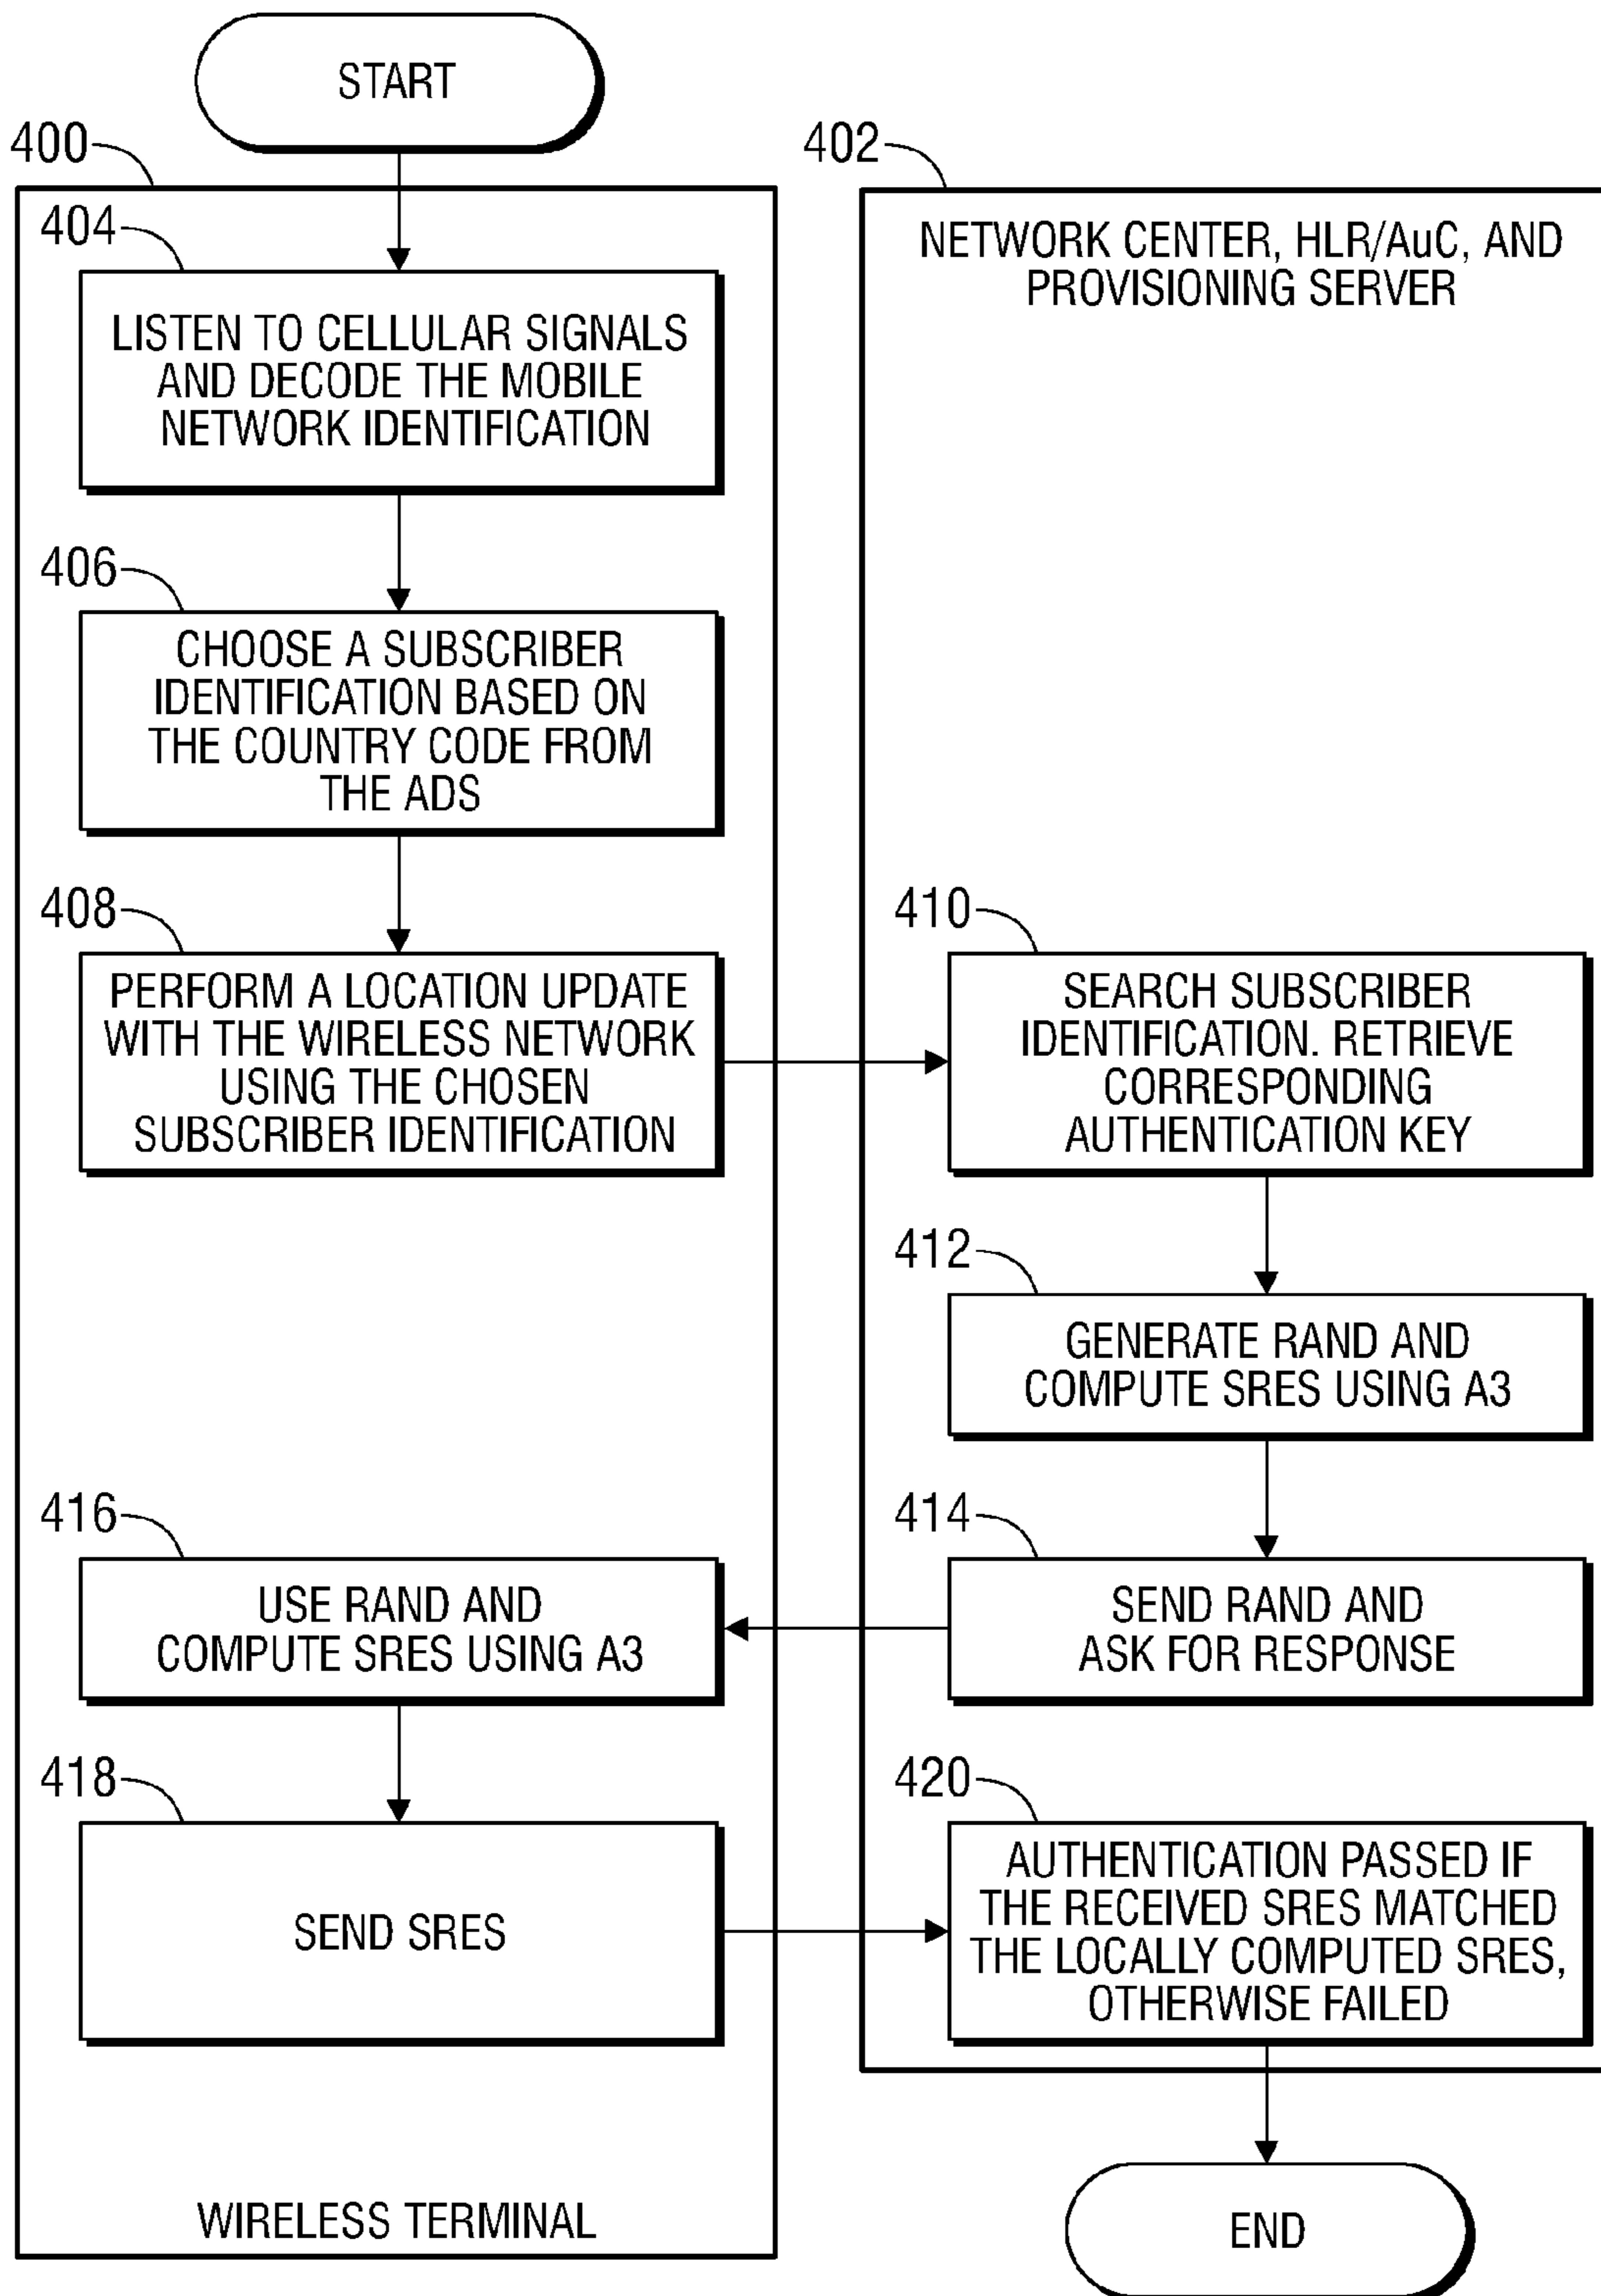 START
400
402
404
NETWORK CENTER, HLR/AuC, AND
PROVISIONING SERVER
LISTEN TO CELLULAR SIGNALS
AND DECODE THE MOBILE
NETWORK IDENTIFICATION
406
CHOOSE A SUBSCRIBER
IDENTIFICATION BASED ON
THE COUNTRY CODE FROM
THE ADS
408
PERFORM A LOCATION UPDATE
WITH THE WIRELESS NETWORK
USING THE CHOSEN
SUBSCRIBER IDENTIFICATION
410
SEARCH SUBSCRIBER
IDENTIFICATION. RETRIEVE
CORRESPONDING
AUTHENTICATION KEY
412
GENERATE RAND AND
COMPUTE SRES USING A3
414
SEND RAND AND
ASK FOR RESPONSE
416
USE RAND AND
COMPUTE SRES USING A3
418
SEND SRES
420
AUTHENTICATION PASSED IF
THE RECEIVED SRES MATCHED
THE LOCALLY COMPUTED SRES,
OTHERWISE FAILED
WIRELESS TERMINAL
END